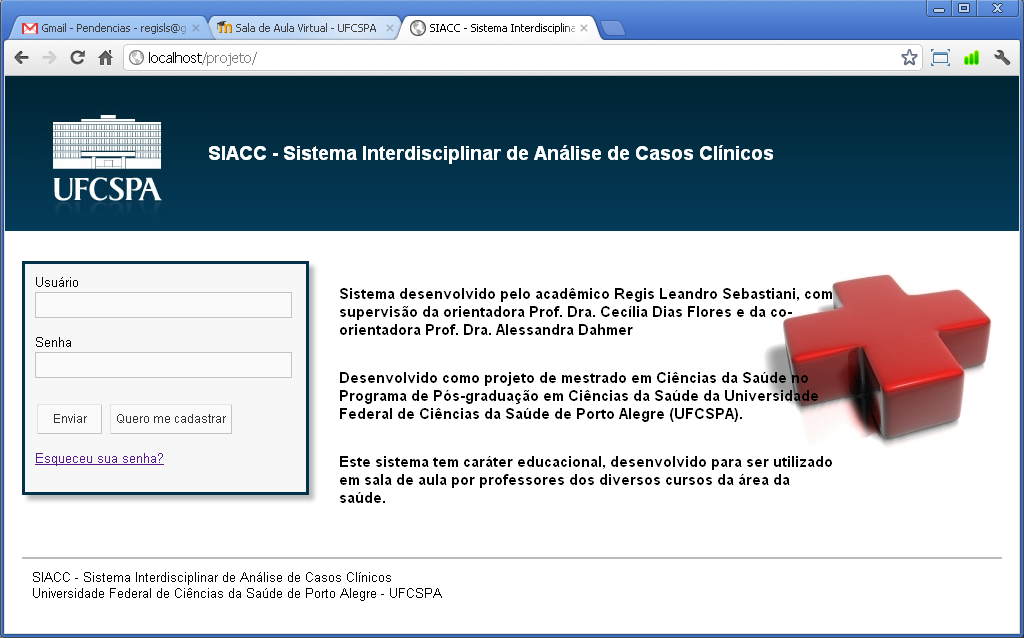 Gmail - Pendencias - regisls@g
Sala de Aula Virtual - UFCSPA
SIACC - Sistema Interdisciplina
localhost/projeto/
UFCSPA
SIACC - Sistema Interdisciplinar de Análise de Casos Clínicos
Usuário
Senha
Enviar
Quero me cadastrar
Esqueceu sua senha?
Sistema desenvolvido pelo acadêmico Regis Leandro Sebastiani, com
supervisão da orientadora Prof. Dra. Cecília Dias Flores e da co-
orientadora Prof. Dra. Alessandra Dahmer
Desenvolvido como projeto de mestrado em Ciências da Saúde no
Programa de Pós-graduação em Ciências da Saúde da Universidade
Federal de Ciências da Saúde de Porto Alegre (UFCSPA).
Este sistema tem caráter educacional, desenvolvido para ser utilizado
em sala de aula por professores dos diversos cursos da área da
saúde.
SIACC - Sistema Interdisciplinar de Análise de Casos Clínicos
Universidade Federal de Ciências da Saúde de Porto Alegre - UFCSPA